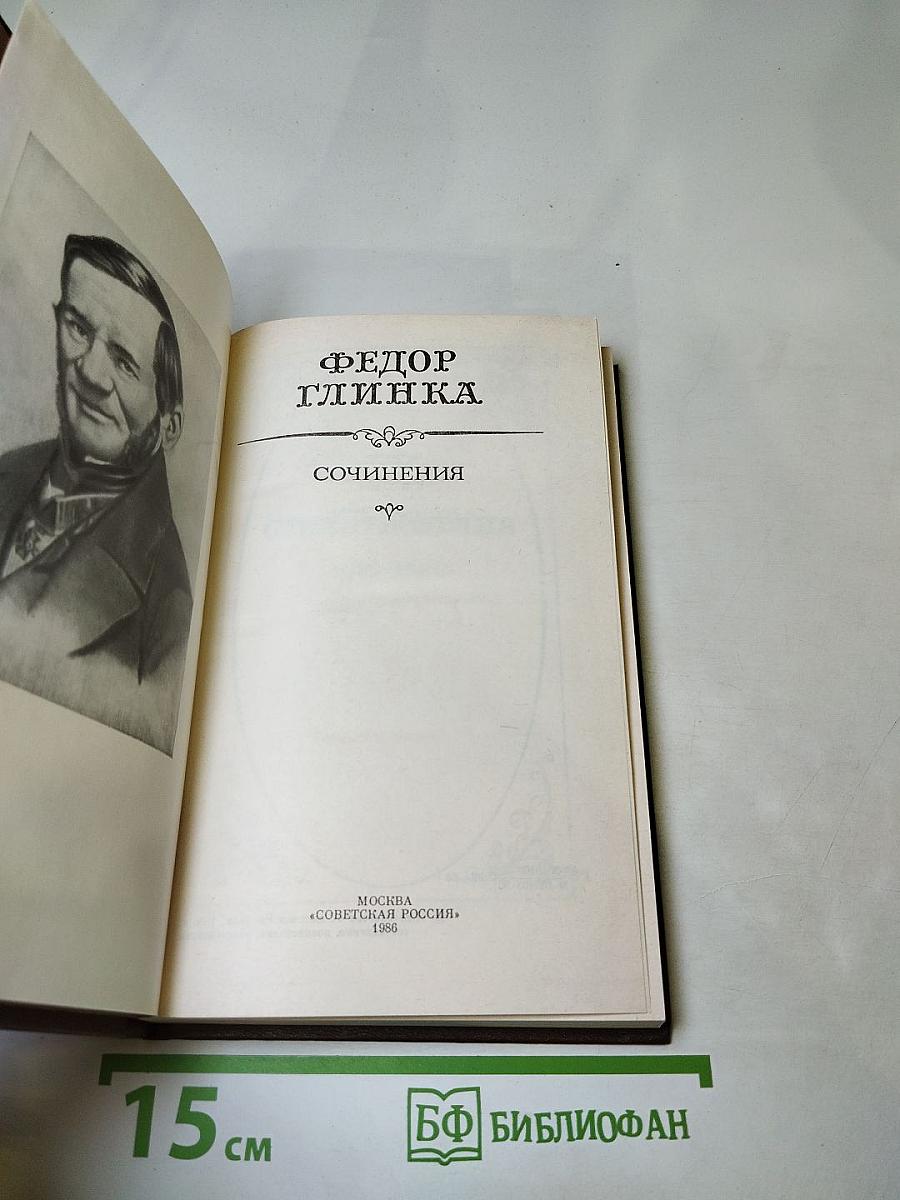 ФЕДОР
ГЛИНКА
СОЧИНЕНИЯ
МОСКВА
«СОВЕТСКАЯ РОССИЯ»
1986
15 см
БФ БИБЛИОФАН